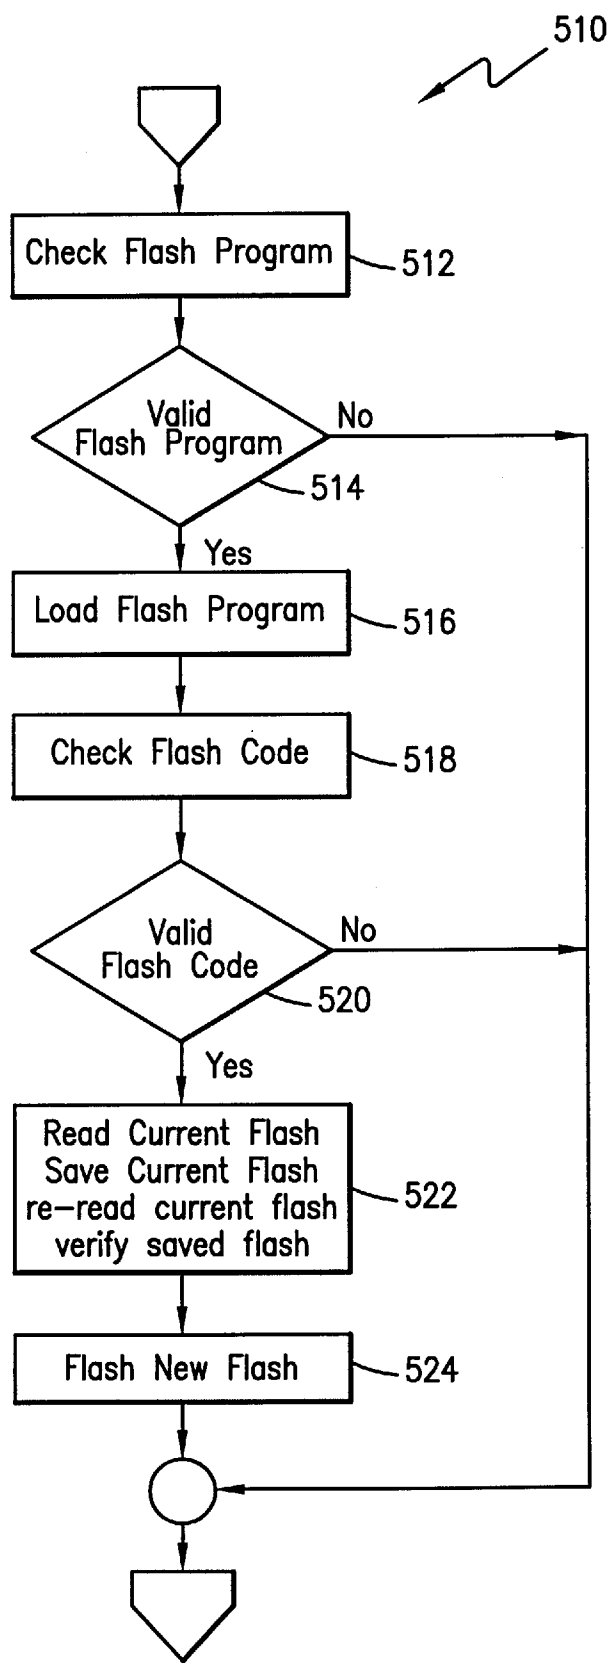 510
Check Flash Program
512
Valid
Flash Program
No
514
Yes
Load Flash Program
516
Check Flash Code
518
Valid
Flash Code
No
520
Yes
Read Current Flash
Save Current Flash
re-read current flash
verify saved flash
522
Flash New Flash
524